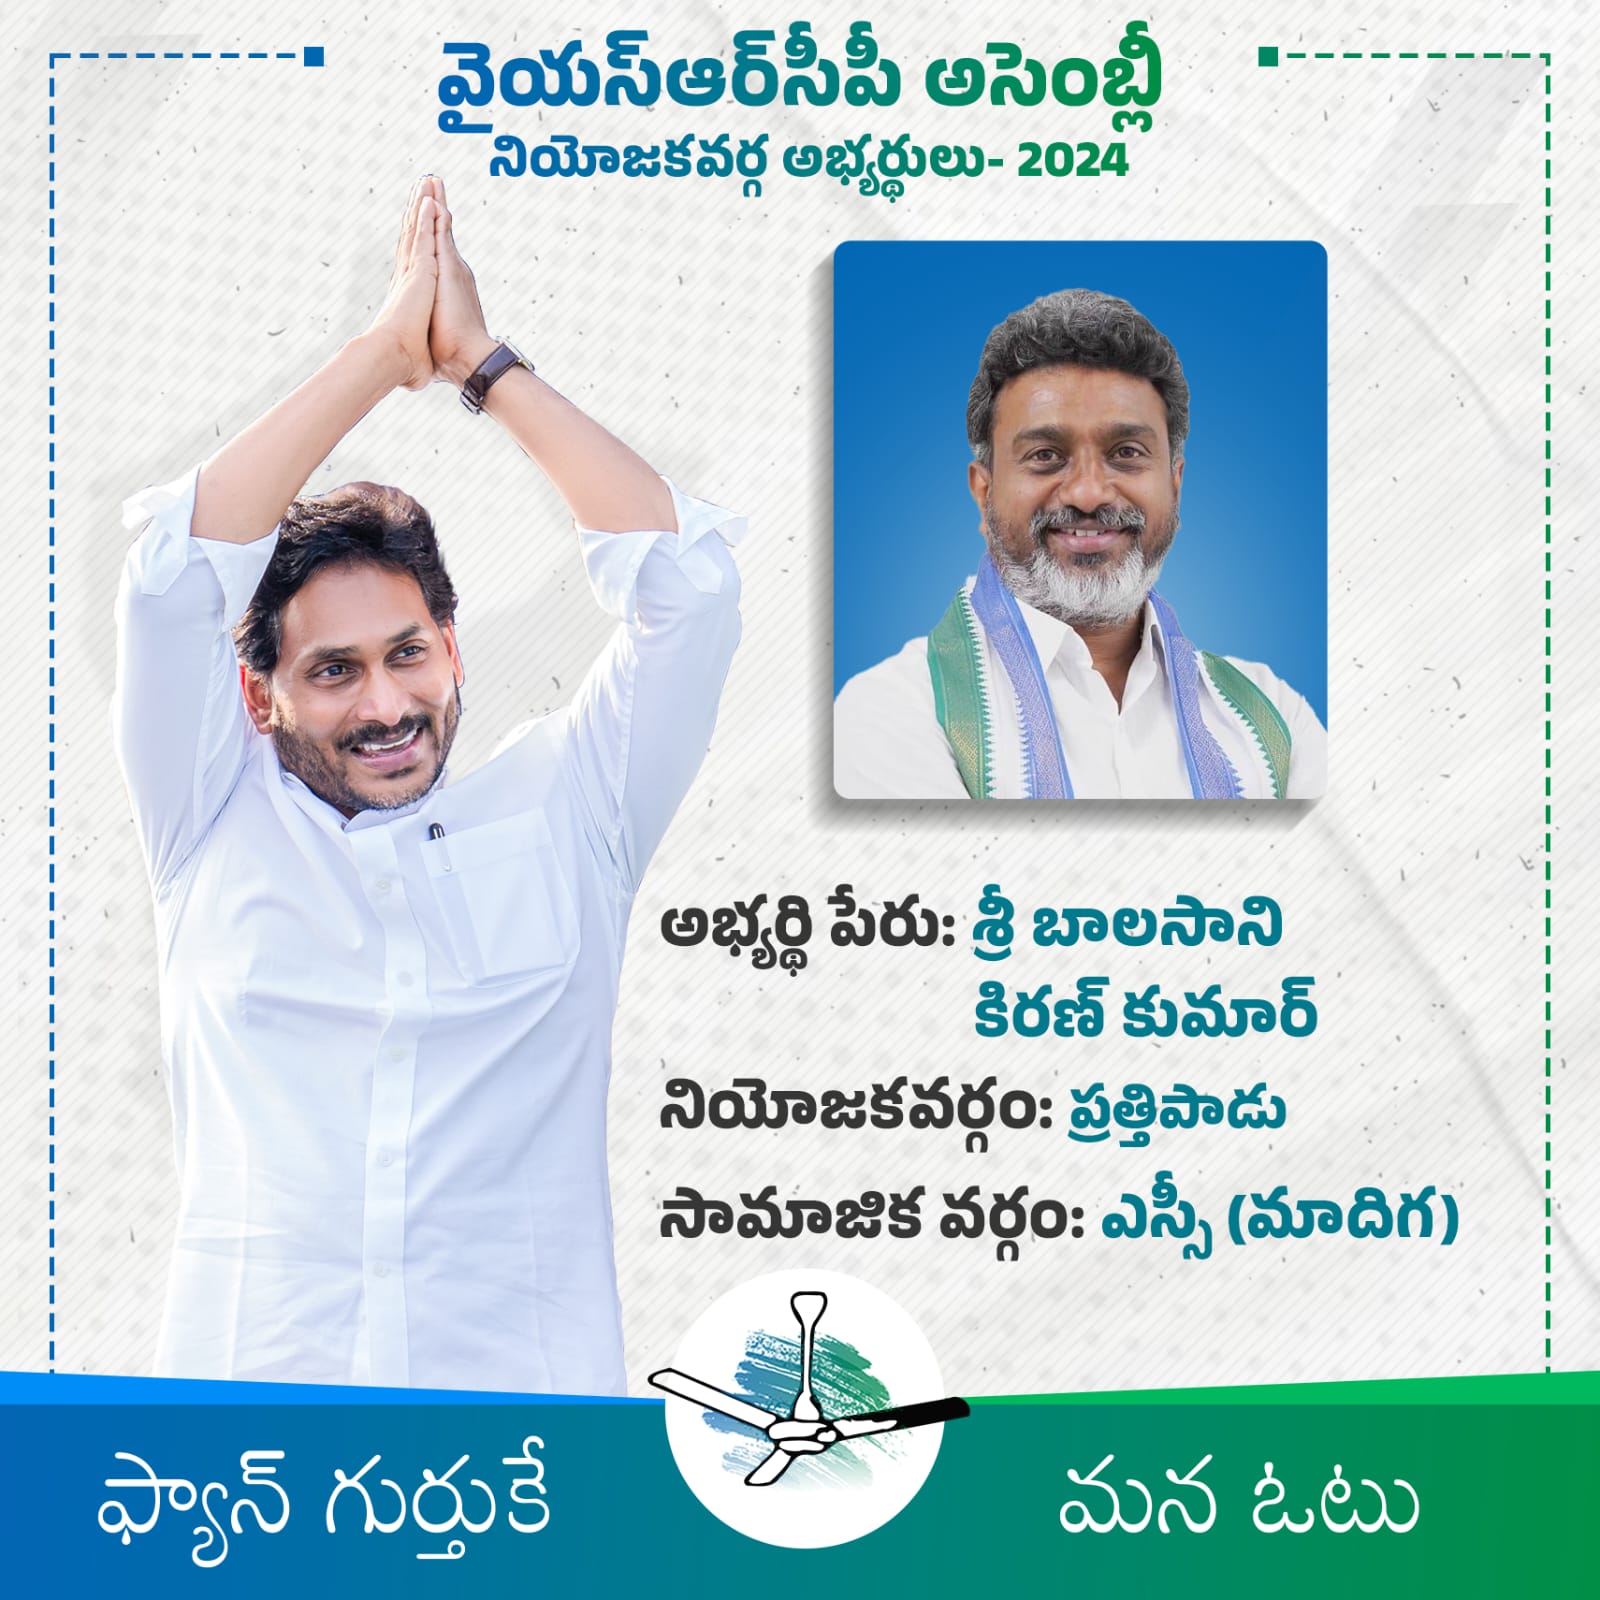 వైయస్ఆర్‌సీపీ అసెంబ్లీ
నియోజకవర్గ అభ్యర్థులు- 2024
అభ్యర్థి పేరు: శ్రీ బాలసాని
కిరణ్ కుమార్
నియోజకవర్గం: ప్రత్తిపాడు
సామాజిక వర్గం: ఎస్సీ (మాదిగ)
ఫ్యాన్ గుర్తుకే మన ఓటు